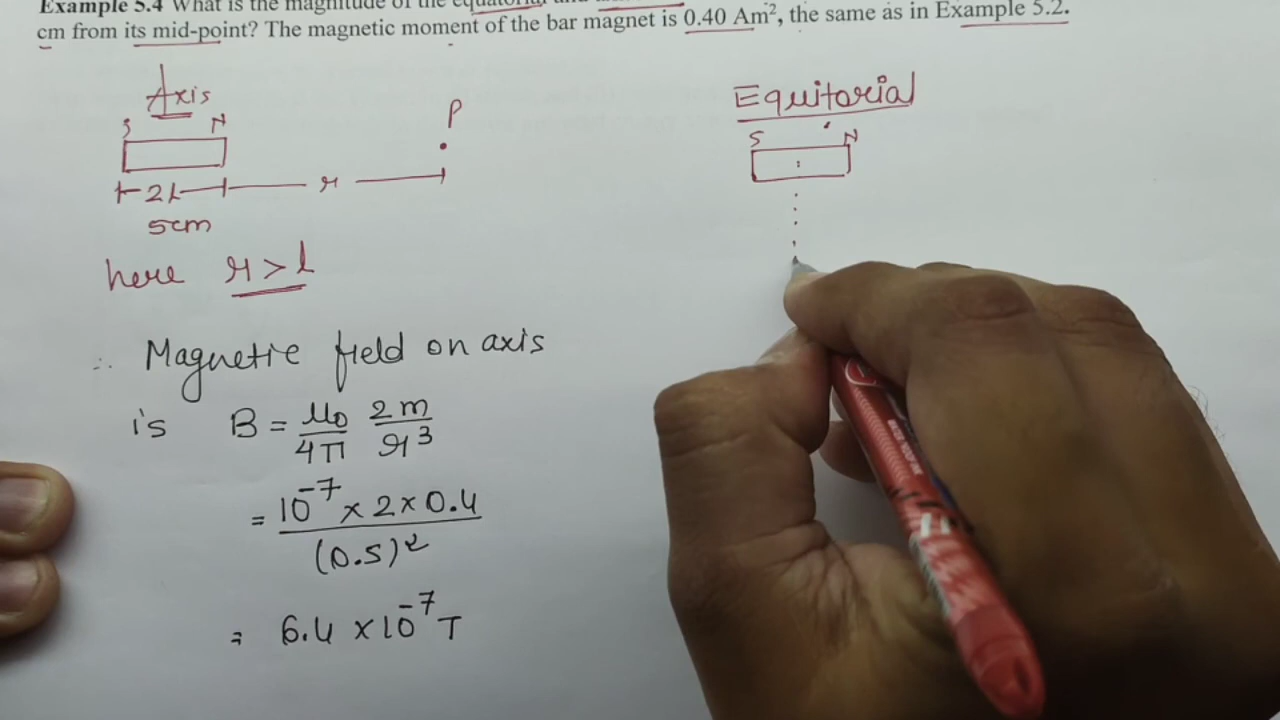 Example 5.4 What is the magnitude of the equatorial and
cm from its mid-point? The magnetic moment of the bar magnet is 0.40 Am², the same as in Example 5.2.
Axis
S N
P
2l
r
5cm
here r > l
∴ Magnetic field on axis
is B = μ0/4π 2m/r³
= 10⁻⁷ × 2 × 0.4 / (0.5)²
= 6.4 × 10⁻⁷ T
Equitorial
S N